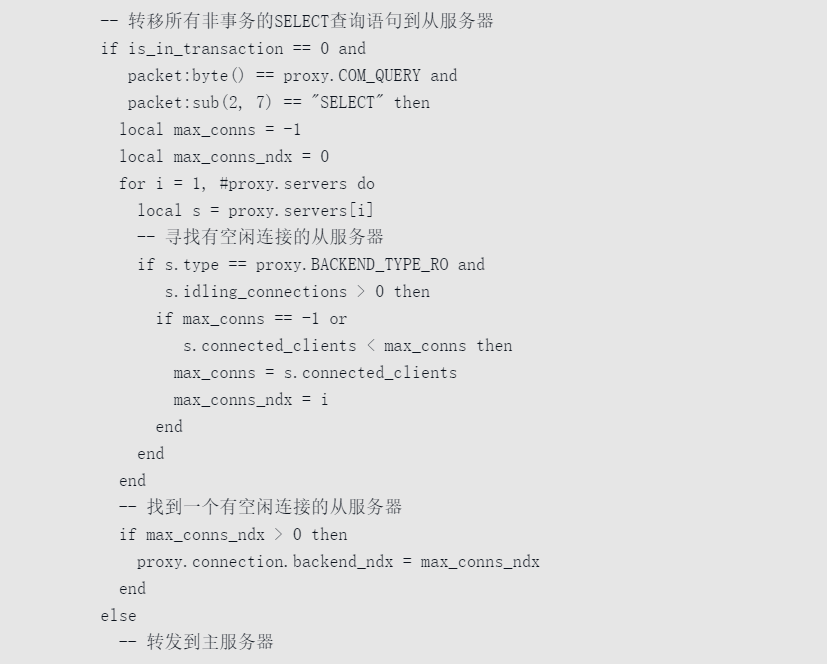 -- 转移所有非事务的SELECT查询语句到从服务器
if is_in_transaction == 0 and
packet:byte() == proxy.COM_QUERY and
packet:sub(2, 7) == "SELECT" then
local max_conns = -1
local max_conns_ndx = 0
for i = 1, #proxy.servers do
local s = proxy.servers[i]
-- 寻找有空闲连接的从服务器
if s.type == proxy.BACKEND_TYPE_RO and
s.idling_connections > 0 then
if max_conns == -1 or
s.connected_clients < max_conns then
max_conns = s.connected_clients
max_conns_ndx = i
end
end
end
-- 找到一个有空闲连接的从服务器
if max_conns_ndx > 0 then
proxy.connection.backend_ndx = max_conns_ndx
end
else
-- 转发到主服务器